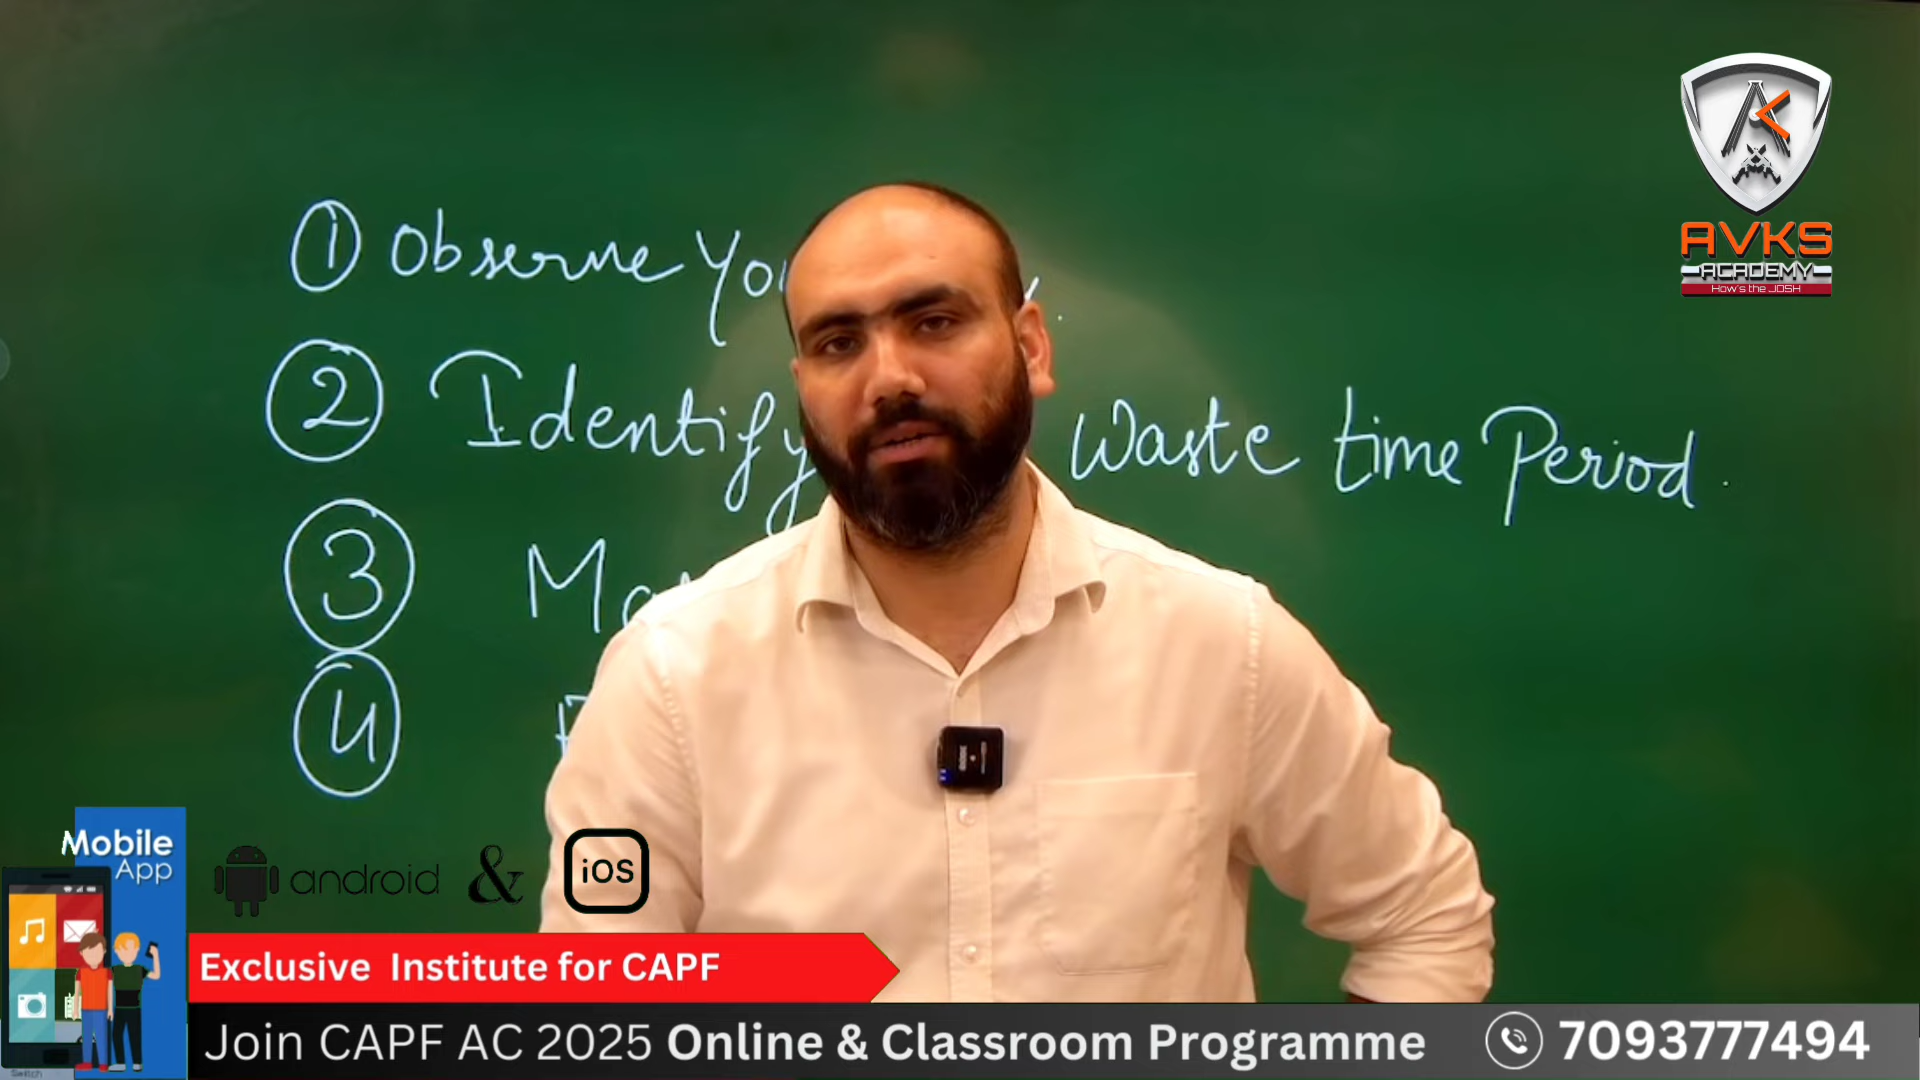 ① Observe
② Identify Waste time Period.
③
④
AVKS
ACADEMY
How's the JOSH
Mobile
App
android & iOS
Exclusive Institute for CAPF
Join CAPF AC 2025 Online & Classroom Programme 7093777494
Switch